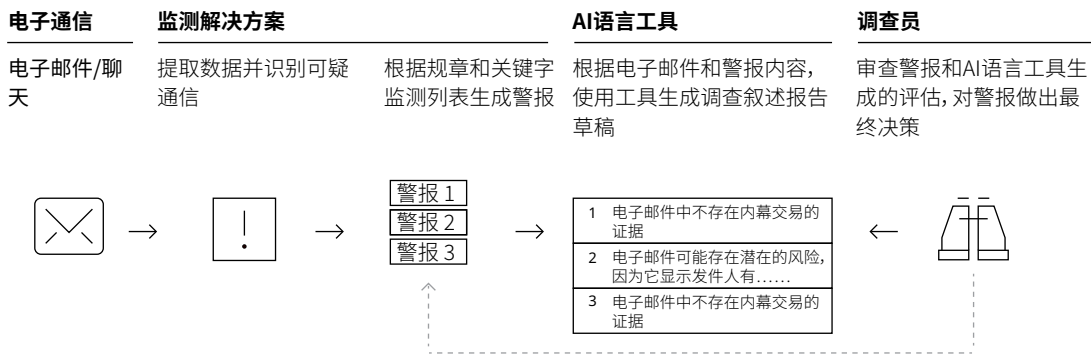 电子通信
监测解决方案
AI语言工具
调查员
电子邮件/聊
天
提取数据并识别可疑
通信
根据规章和关键字
监测列表生成警报
根据电子邮件和警报内容，
使用工具生成调查叙述报告
草稿
审查警报和AI语言工具生
成的评估，对警报做出最
终决策
!
警报 1
警报 2
警报 3
1 电子邮件中不存在内幕交易的
证据
2 电子邮件可能存在潜在的风险，
因为它显示发件人有……
3 电子邮件中不存在内幕交易的
证据